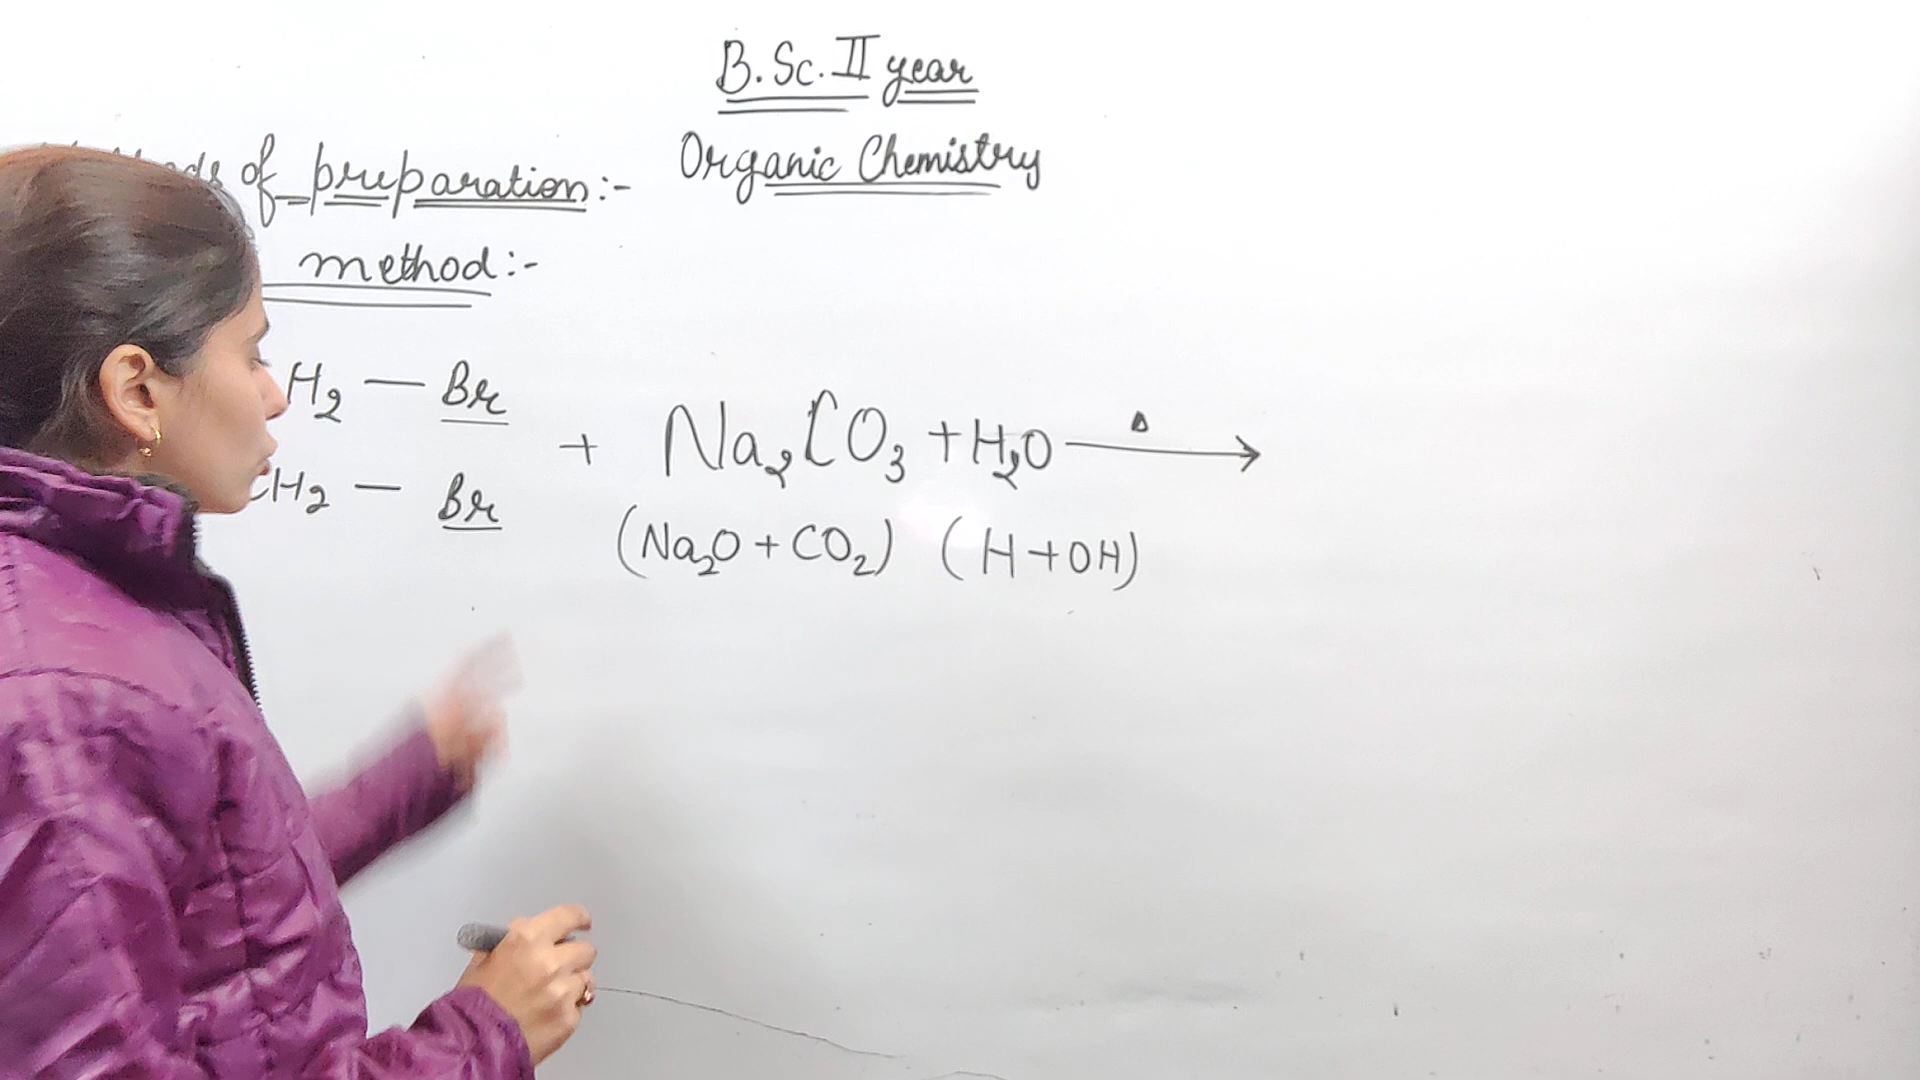 B.Sc. II year
Organic Chemistry
of preparation:-
method:-
H2 — Br
+ Na2CO3 + H2O —Δ→
CH2 — Br
(Na2O + CO2) (H + OH)